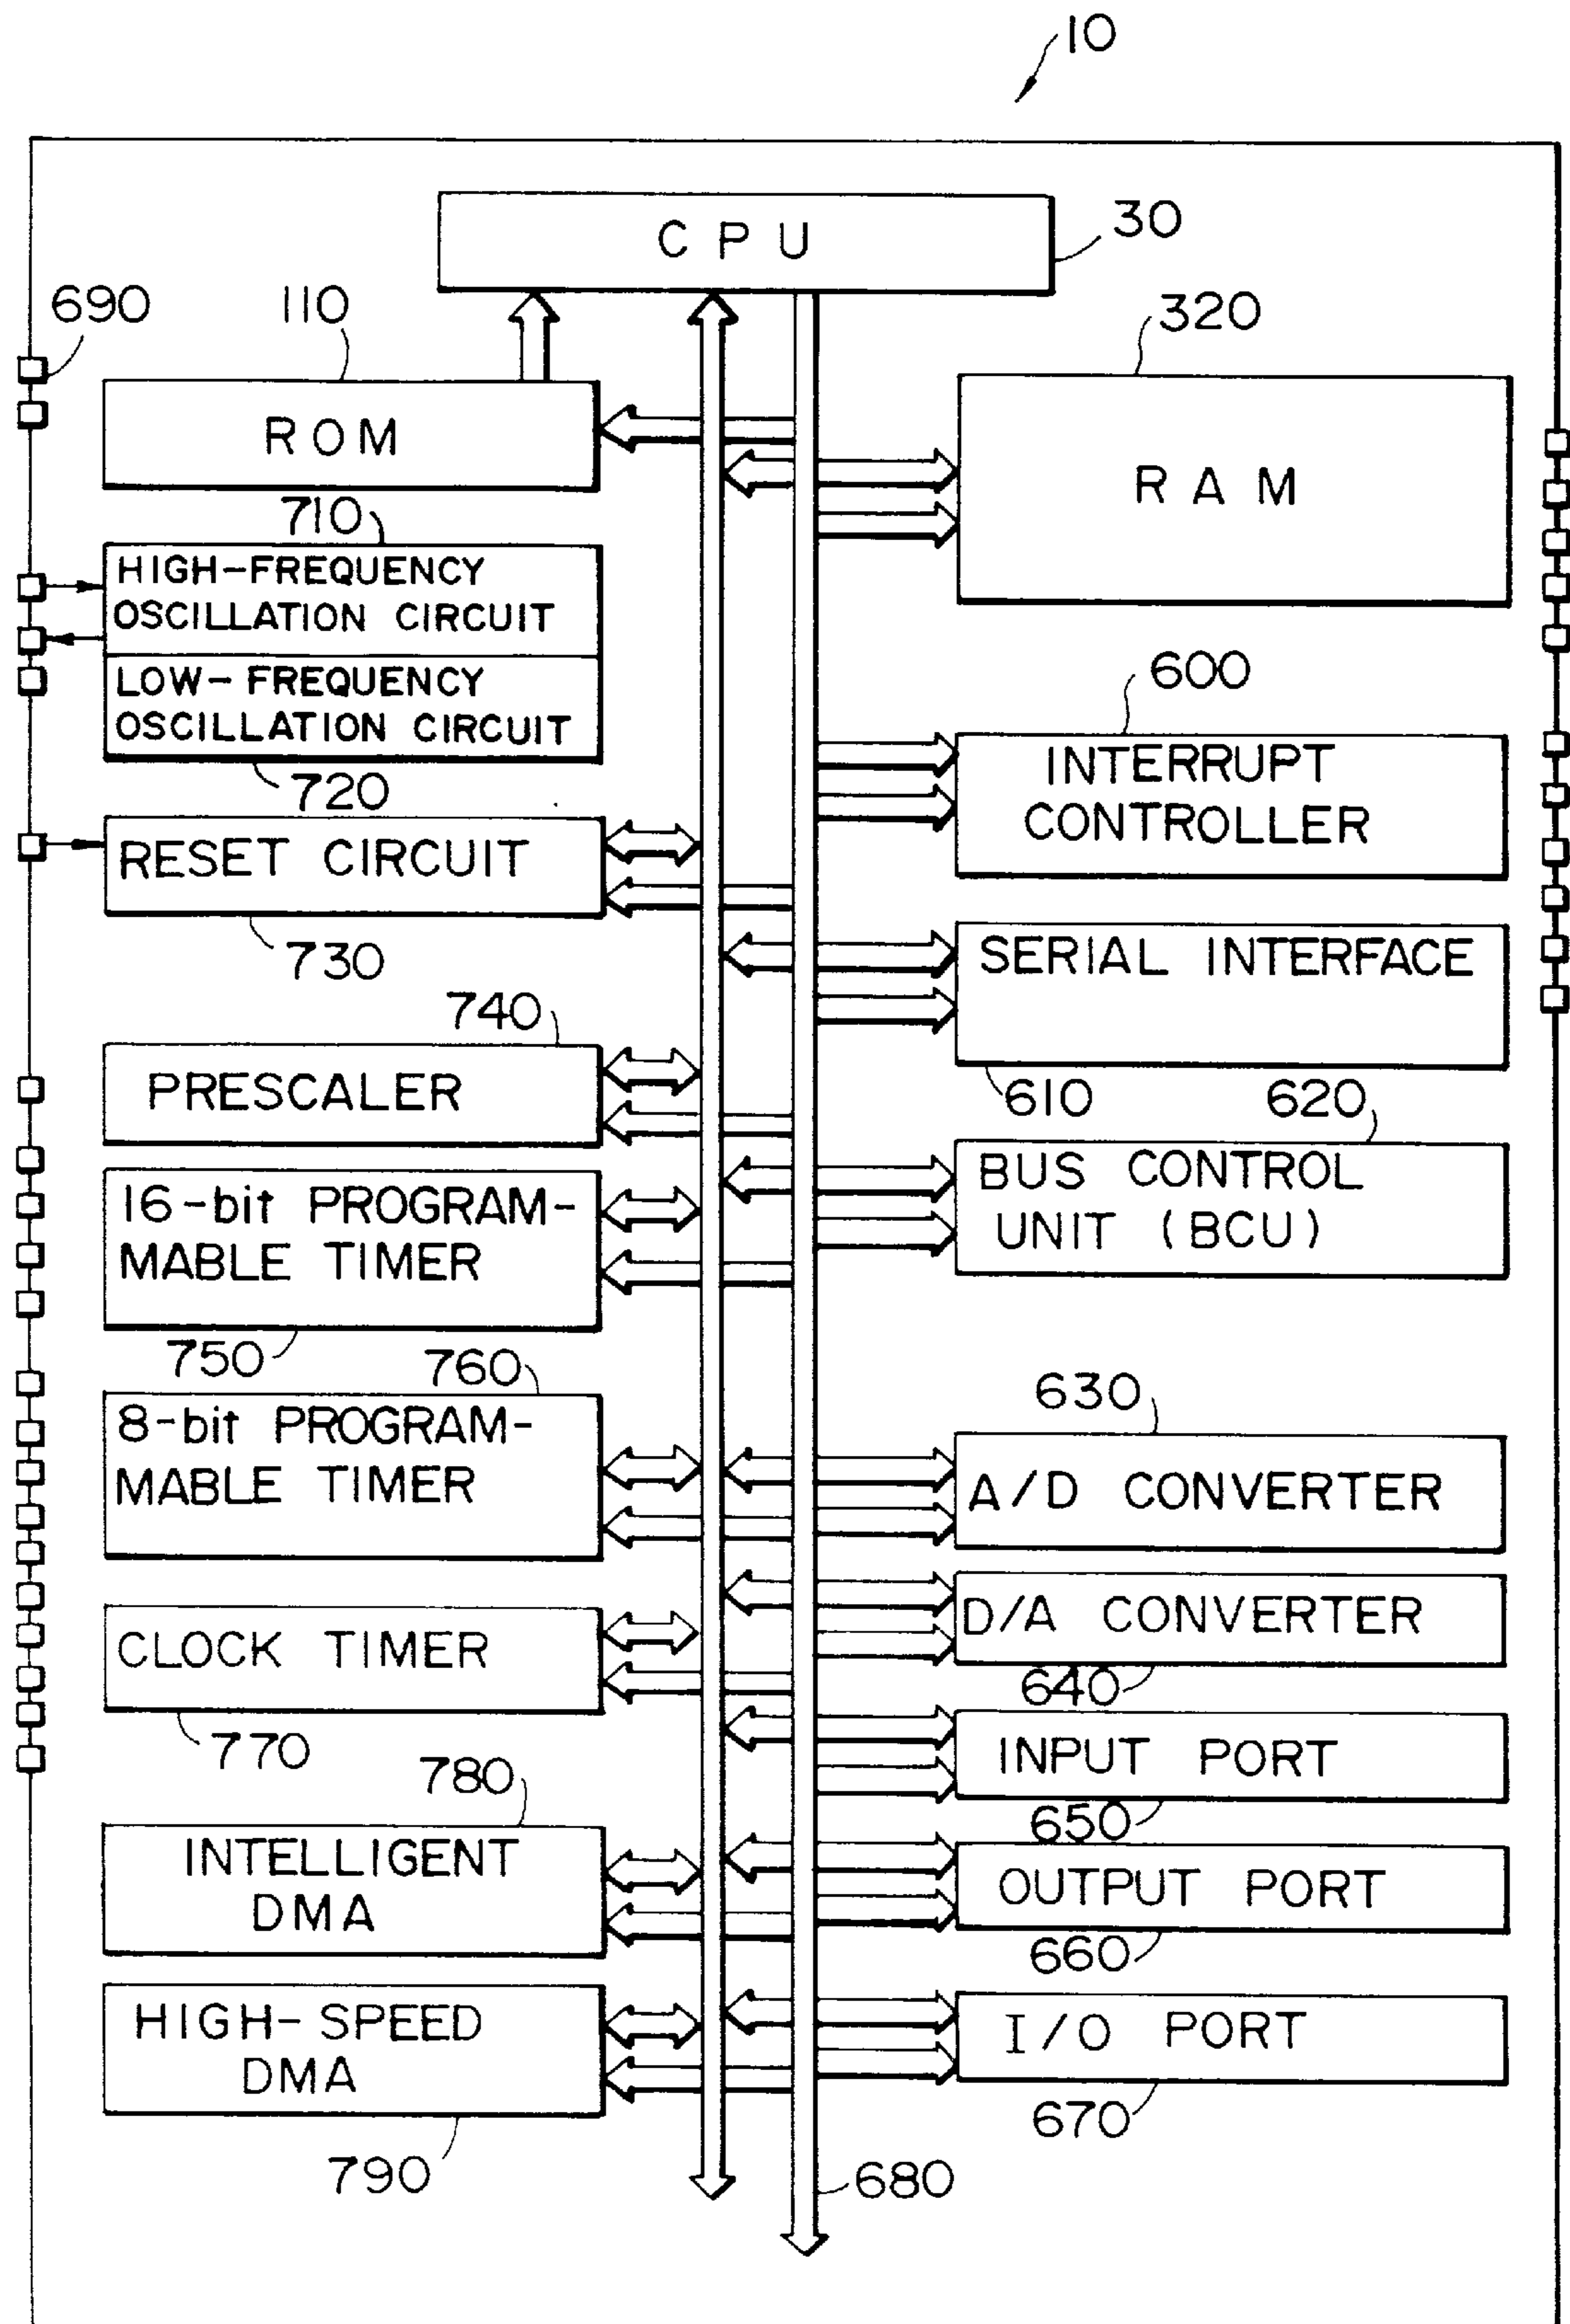 10
CPU
30
690
110
320
ROM
RAM
710
HIGH-FREQUENCY
OSCILLATION CIRCUIT
LOW-FREQUENCY
OSCILLATION CIRCUIT
720
600
INTERRUPT
CONTROLLER
RESET CIRCUIT
730
SERIAL INTERFACE
610
740
PRESCALER
620
BUS CONTROL
UNIT (BCU)
16-bit PROGRAM-
MABLE TIMER
750
760
8-bit PROGRAM-
MABLE TIMER
630
A/D CONVERTER
D/A CONVERTER
640
CLOCK TIMER
770
INPUT PORT
650
780
INTELLIGENT
DMA
OUTPUT PORT
660
HIGH-SPEED
DMA
790
I/O PORT
670
680